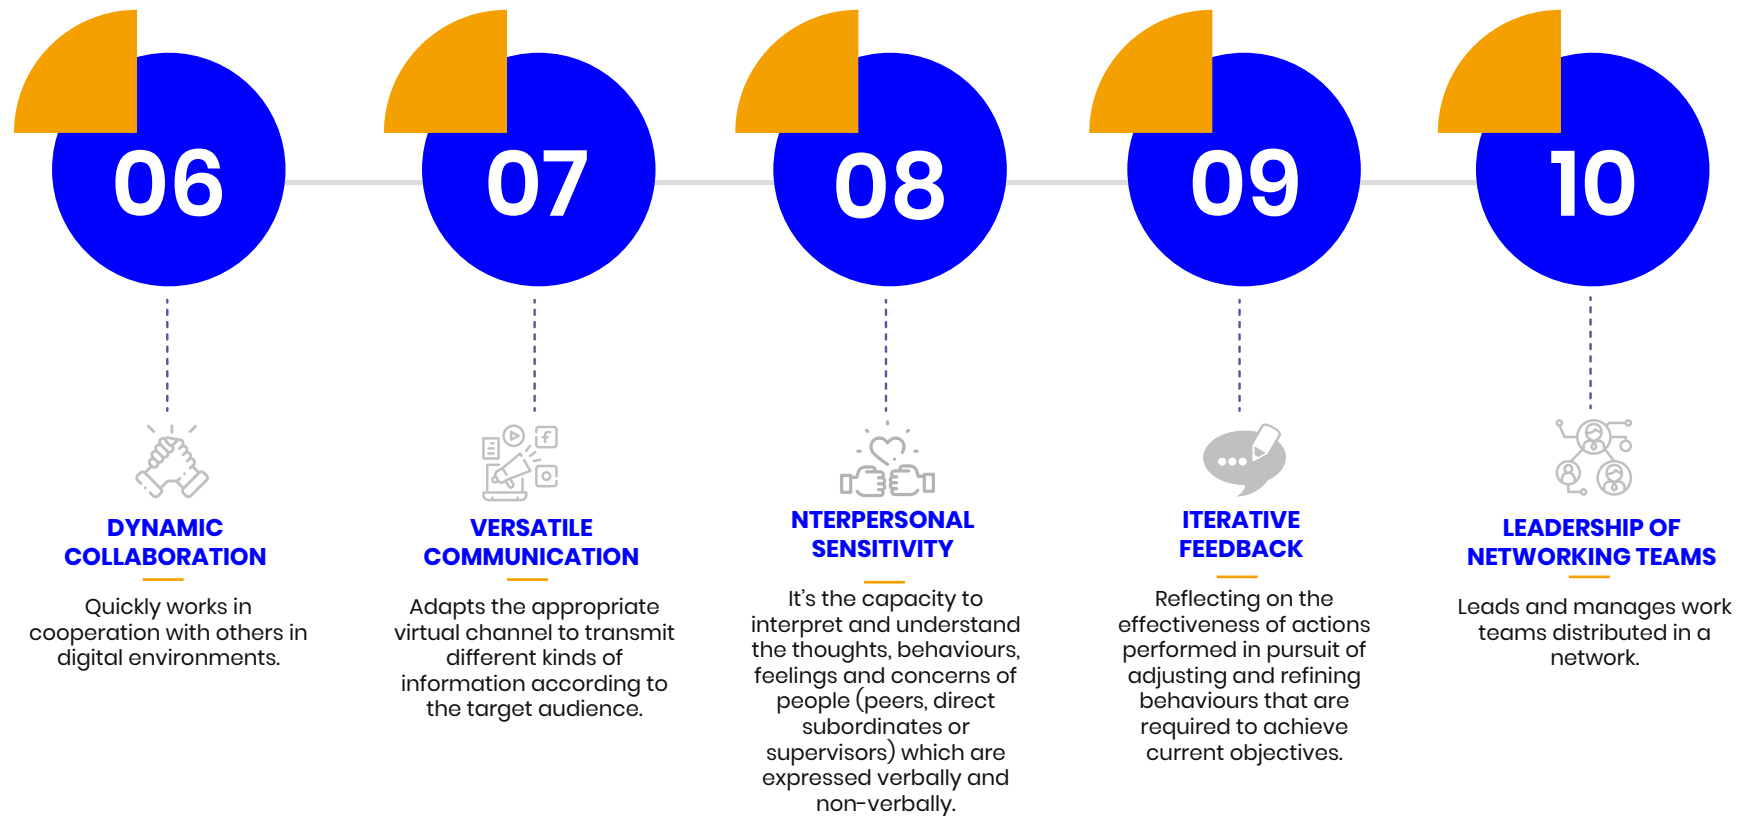 06
07
08
09
10
DYNAMIC
COLLABORATION
Quickly works in
cooperation with others in
digital environments.
VERSATILE
COMMUNICATION
Adapts the appropriate
virtual channel to transmit
different kinds of
information according to
the target audience.
NTERPERSONAL
SENSITIVITY
It's the capacity to
interpret and understand
the thoughts, behaviours,
feelings and concerns of
people (peers, direct
subordinates or
supervisors) which are
expressed verbally and
non-verbally.
ITERATIVE
FEEDBACK
Reflecting on the
effectiveness of actions
performed in pursuit of
adjusting and refining
behaviours that are
required to achieve
current objectives.
LEADERSHIP OF
NETWORKING TEAMS
Leads and manages work
teams distributed in a
network.